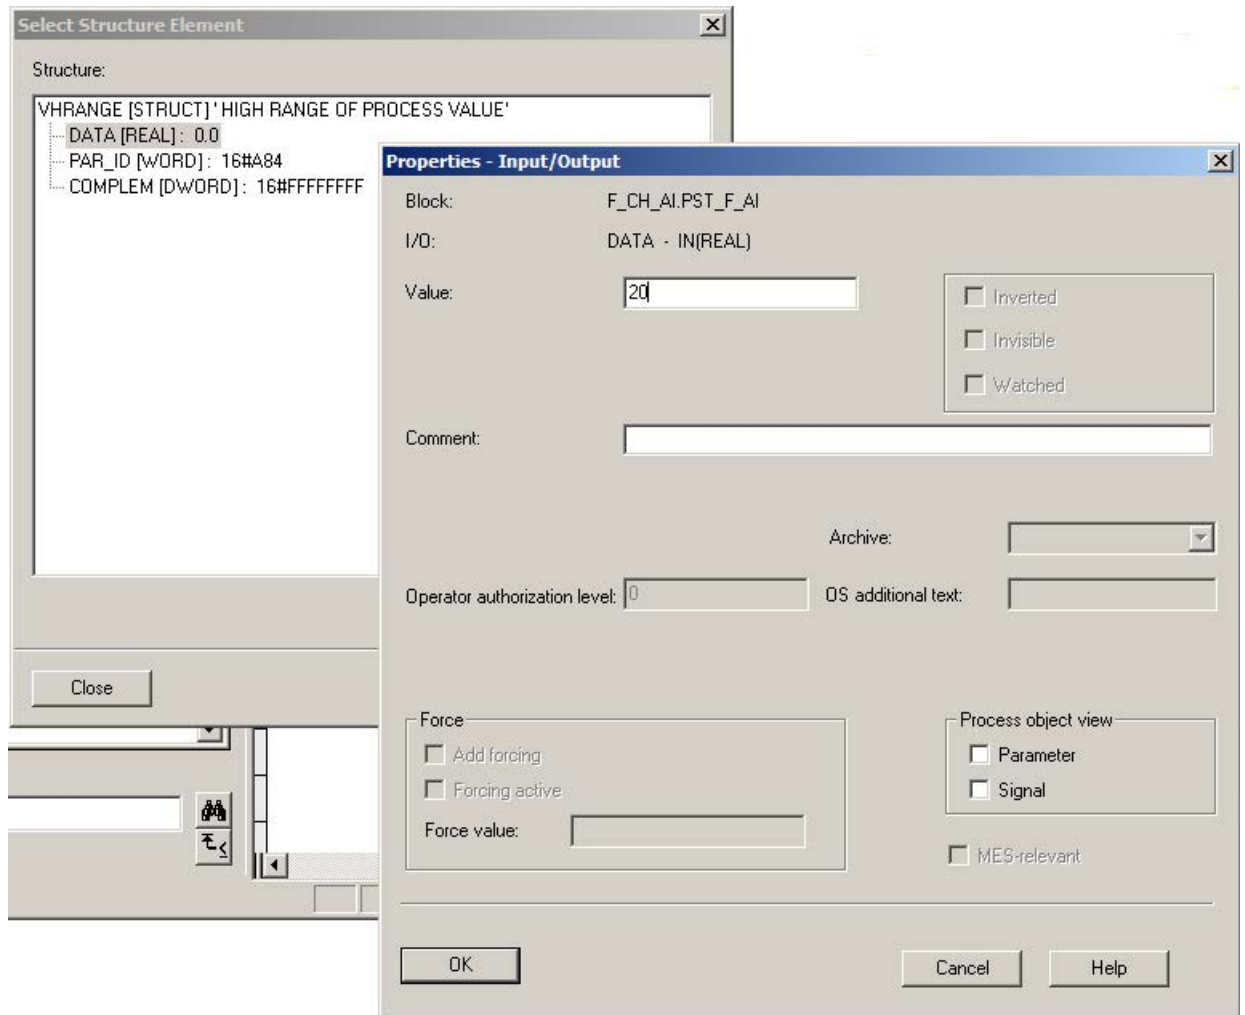 Select Structure Element
Structure:
VHRANGE [STRUCT] ' HIGH RANGE OF PROCESS VALUE'
DATA [REAL] : 0.0
PAR_ID [WORD] : 16#A84
COMPLEM [DWORD] : 16#FFFFFFFF
Close
Properties - Input/Output
Block: F_CH_AI.PST_F_AI
I/O: DATA - IN(REAL)
Value: 20
Inverted
Invisible
Watched
Comment:
Archive:
Operator authorization level: 0 OS additional text:
Force
Add forcing
Forcing active
Force value:
Process object view
Parameter
Signal
MES-relevant
OK Cancel Help